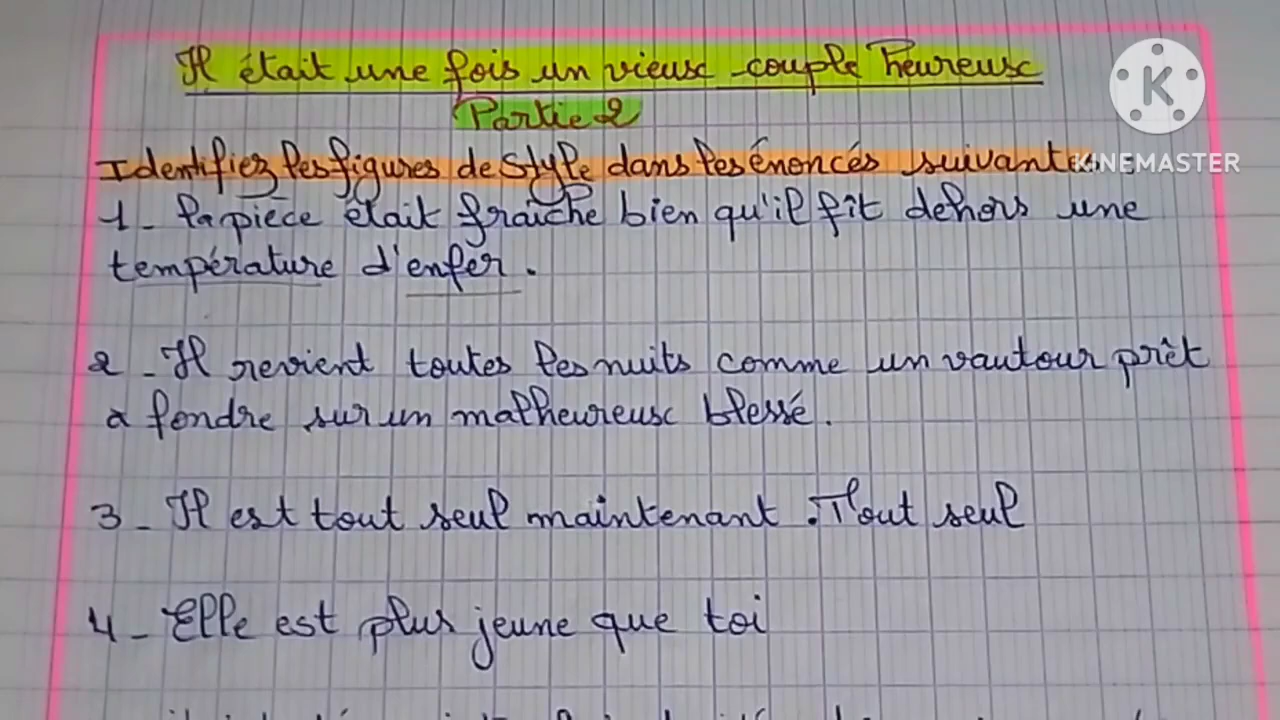 Il était une fois un vieux couple heureux
Partie 2
Identifiez les figures de style dans les énoncés suivants
KINEMASTER
1 - la pièce était fraîche bien qu'il fît dehors une
température d'enfer.
2 - Il revient toutes les nuits comme un vautour prêt
a fondre sur un malheureux blessé.
3 - Il est tout seul maintenant . Tout seul
4 - Elle est plus jeune que toi